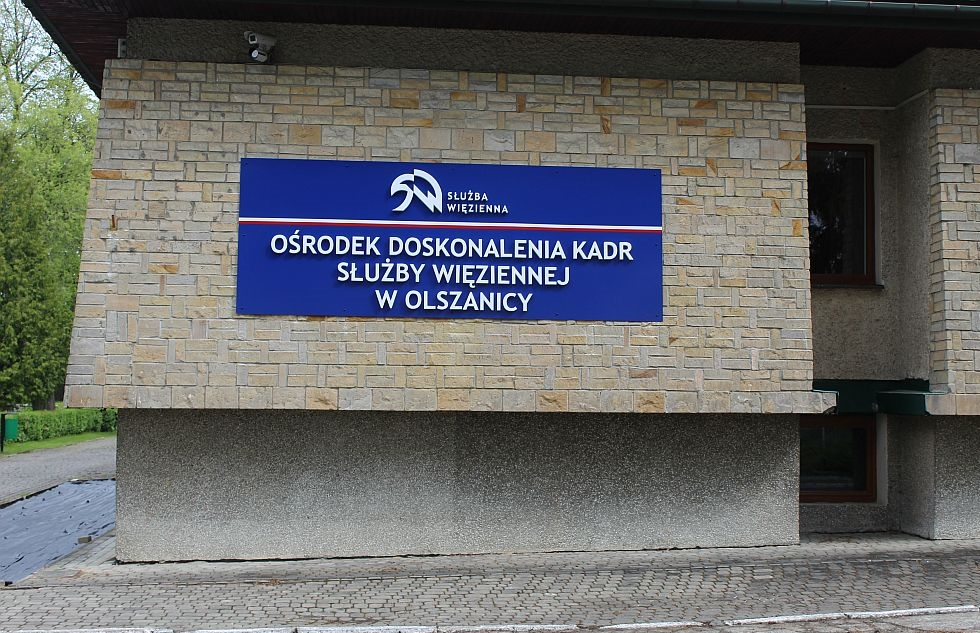 SŁUŻBA
WIĘZIENNA
OŚRODEK DOSKONALENIA KADR
SŁUŻBY WIĘZIENNEJ
W OLSZANICY